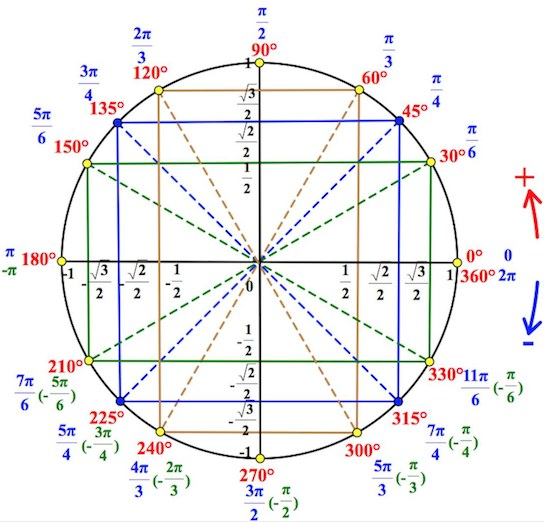 π/2
90°
2π/3
120°
π/3
60°
3π/4
135°
π/4
45°
5π/6
150°
π/6
30°
1
√3/2
√2/2
1/2
+
π
-π
180°
-1
-√3/2
-√2/2
-1/2
0
1/2
√2/2
√3/2
1
0°
360°
0
2π
-
-1/2
-√2/2
-√3/2
-1
210°
7π/6 (-5π/6)
330°
11π/6 (-π/6)
225°
5π/4 (-3π/4)
315°
7π/4 (-π/4)
240°
4π/3 (-2π/3)
300°
5π/3 (-π/3)
270°
3π/2 (-π/2)